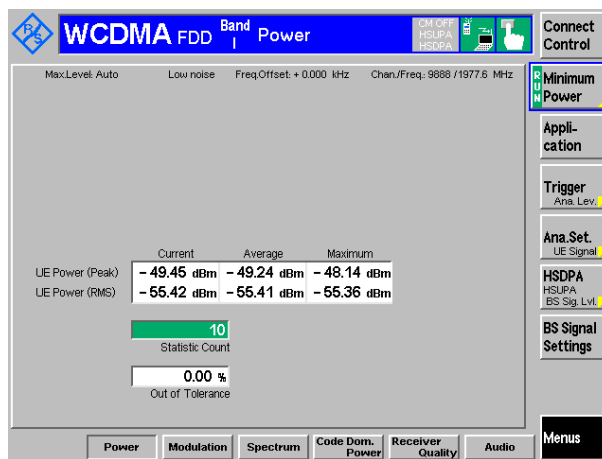 R&S
WCDMA FDD Band I Power
CM OFF
HSUPA
HSDPA
Connect Control
Max.Level: Auto Low noise Freq.Offset: + 0.000 kHz Chan./Freq.: 9888 / 1977.6 MHz
RUN
Minimum Power
Appli-
cation
Trigger
Ana. Lev.
Ana.Set.
UE Signal
Current Average Maximum
UE Power (Peak) - 49.45 dBm - 49.24 dBm - 48.14 dBm
UE Power (RMS) - 55.42 dBm - 55.41 dBm - 55.36 dBm
HSDPA
HSUPA
BS Sig. Lvl.
10
Statistic Count
BS Signal
Settings
0.00 %
Out of Tolerance
Power Modulation Spectrum Code Dom. Power Receiver Quality Audio
Menus